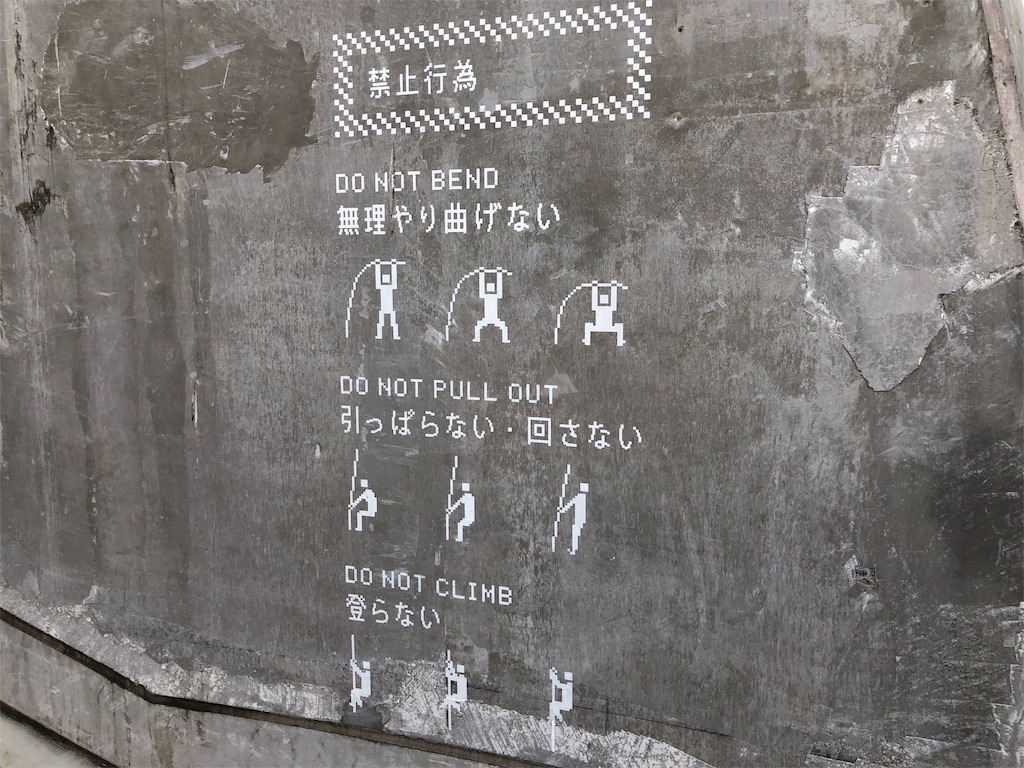 禁止行為
DO NOT BEND
無理やり曲げない
DO NOT PULL OUT
引っぱらない・回さない
DO NOT CLIMB
登らない